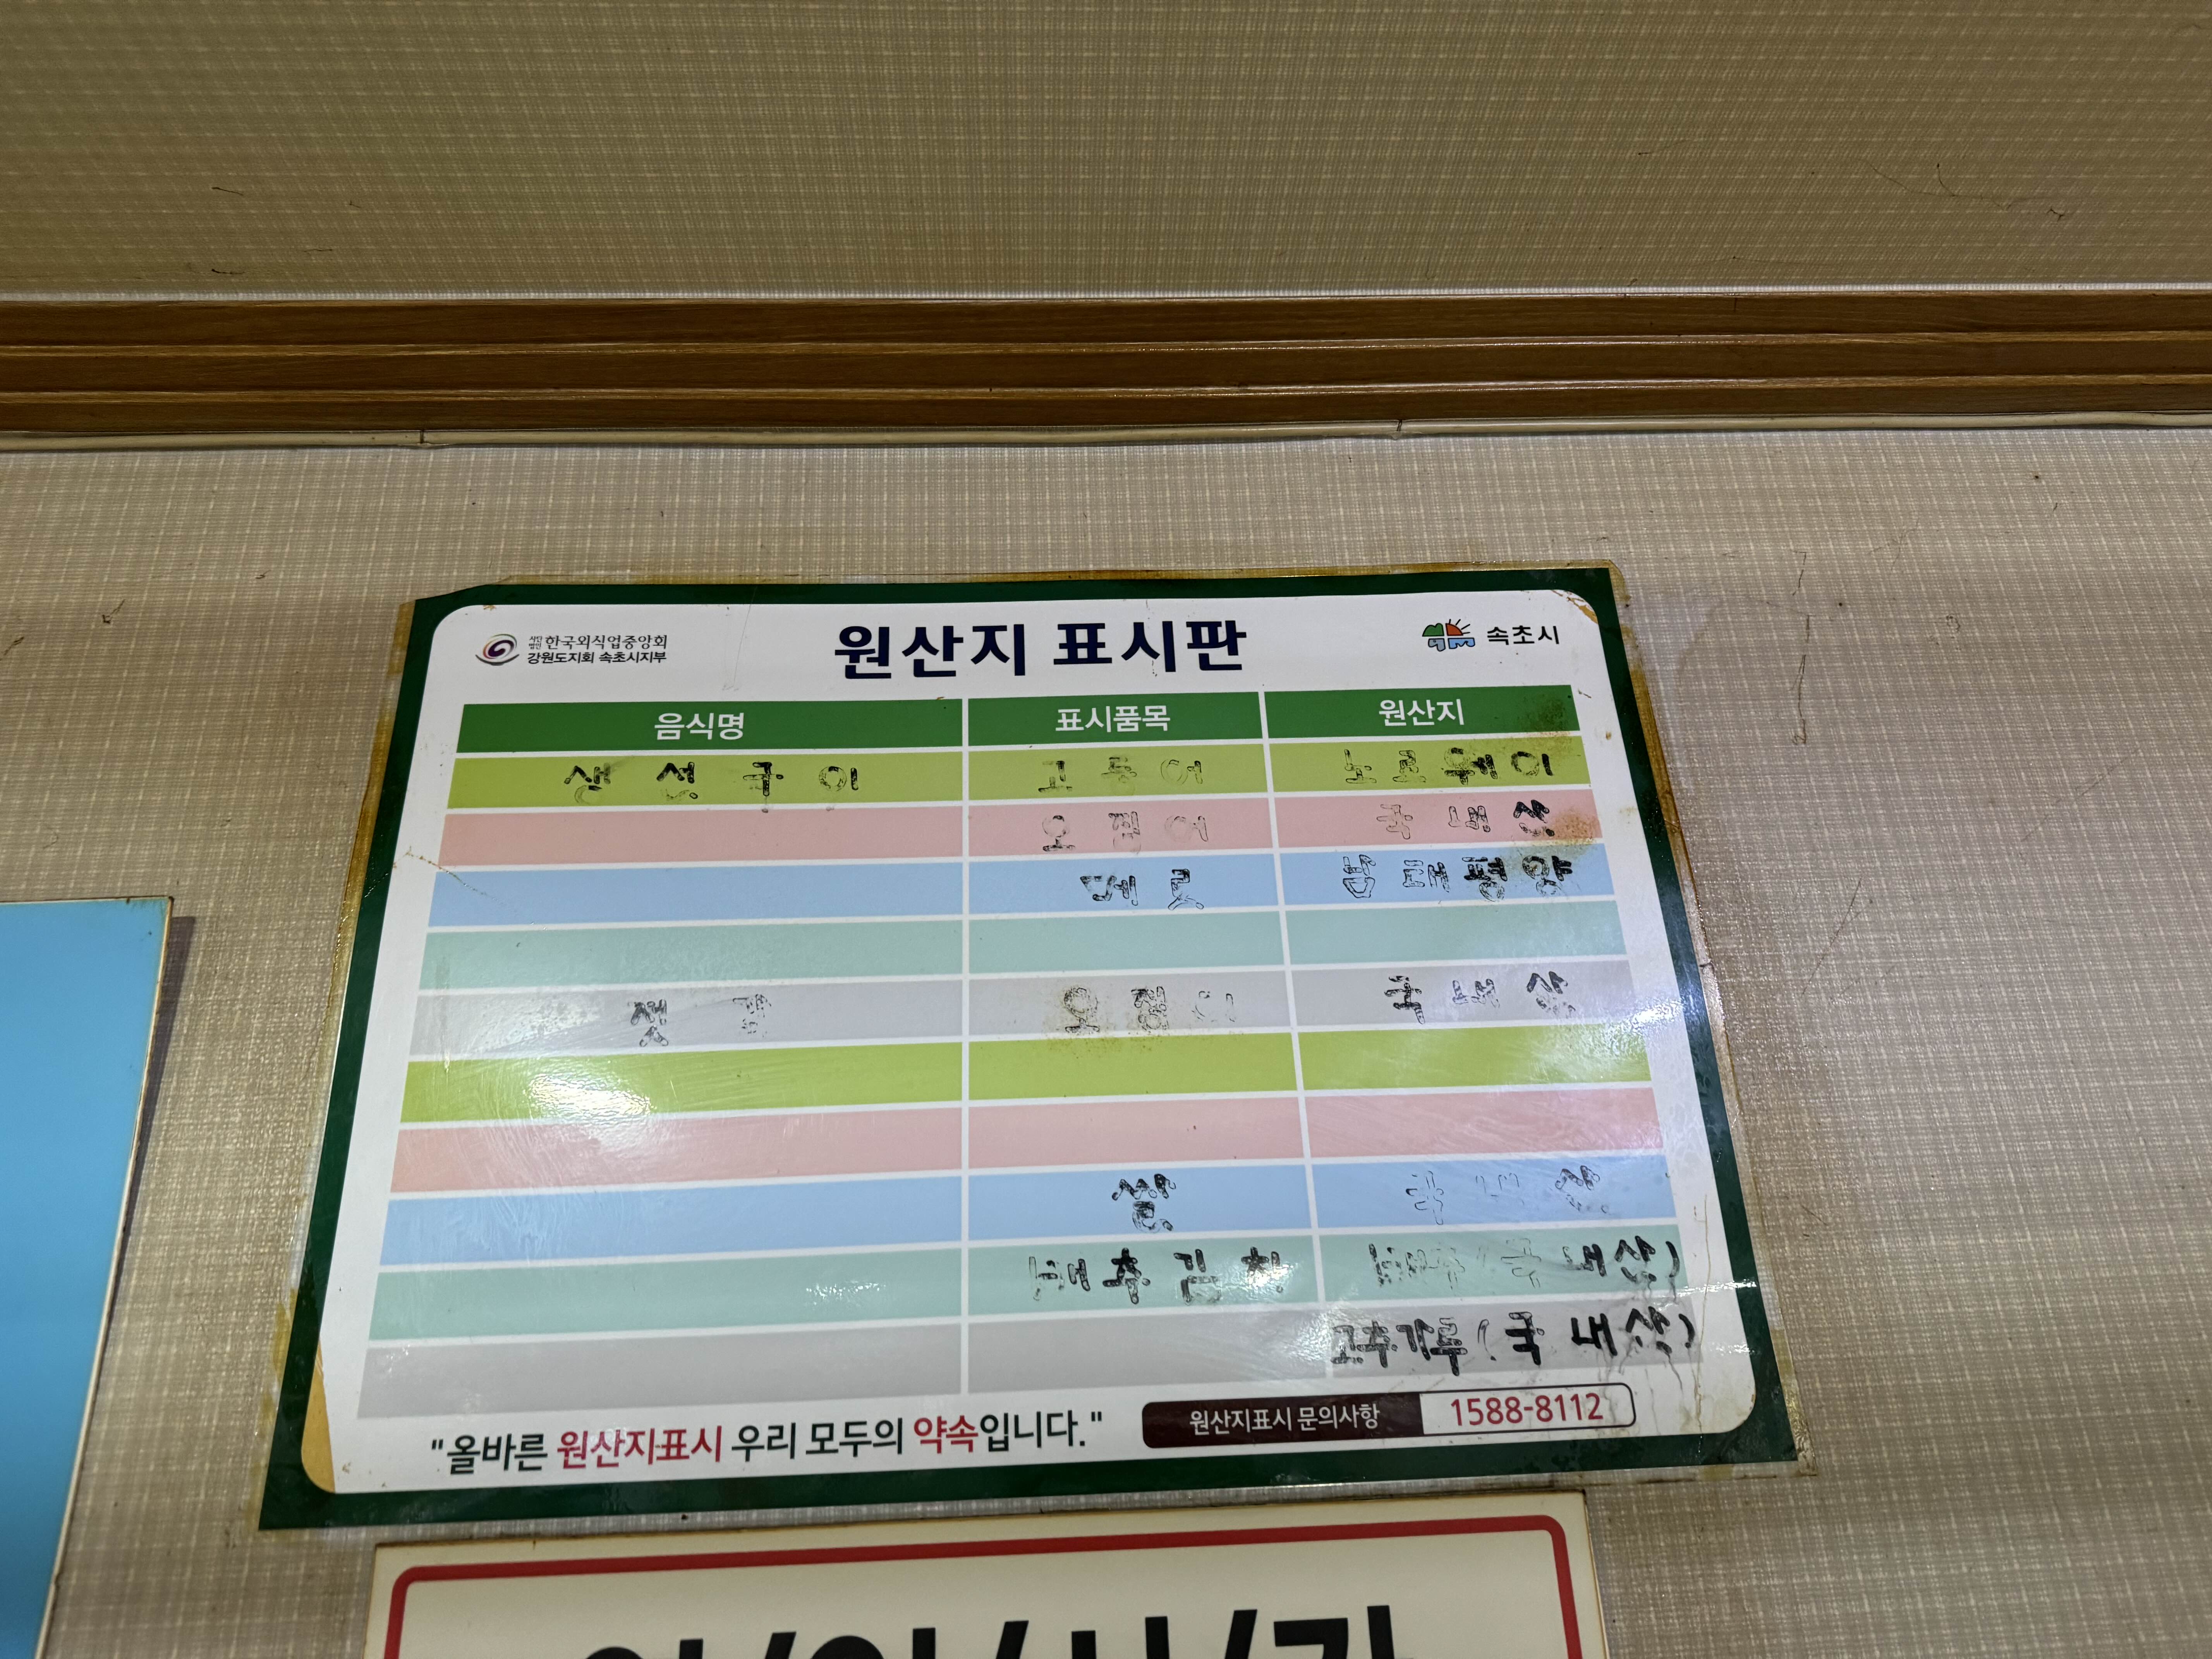 사단법인 한국외식업중앙회
강원도지회 속초시지부
원산지 표시판
속초시
음식명 표시품목 원산지
생선구이 고등어 노르웨이
오징어 국내산
메로 남태평양
젓갈 오징어 국내산
쌀 국내산
배추김치 배추(국내산)
고추가루(국내산)
"올바른 원산지표시 우리 모두의 약속입니다."
원산지표시 문의사항 1588-8112